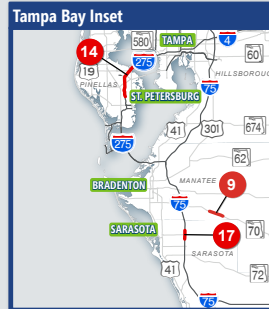 Tampa Bay Inset
TAMPA
4
580
14
275
60
19
HILLSBOROUG
PINELLAS
ST. PETERSBURG
75
41
301
674
275
62
MANATEE
9
BRADENTON
75
SARASOTA
17
70
SARASOTA
41
72
75